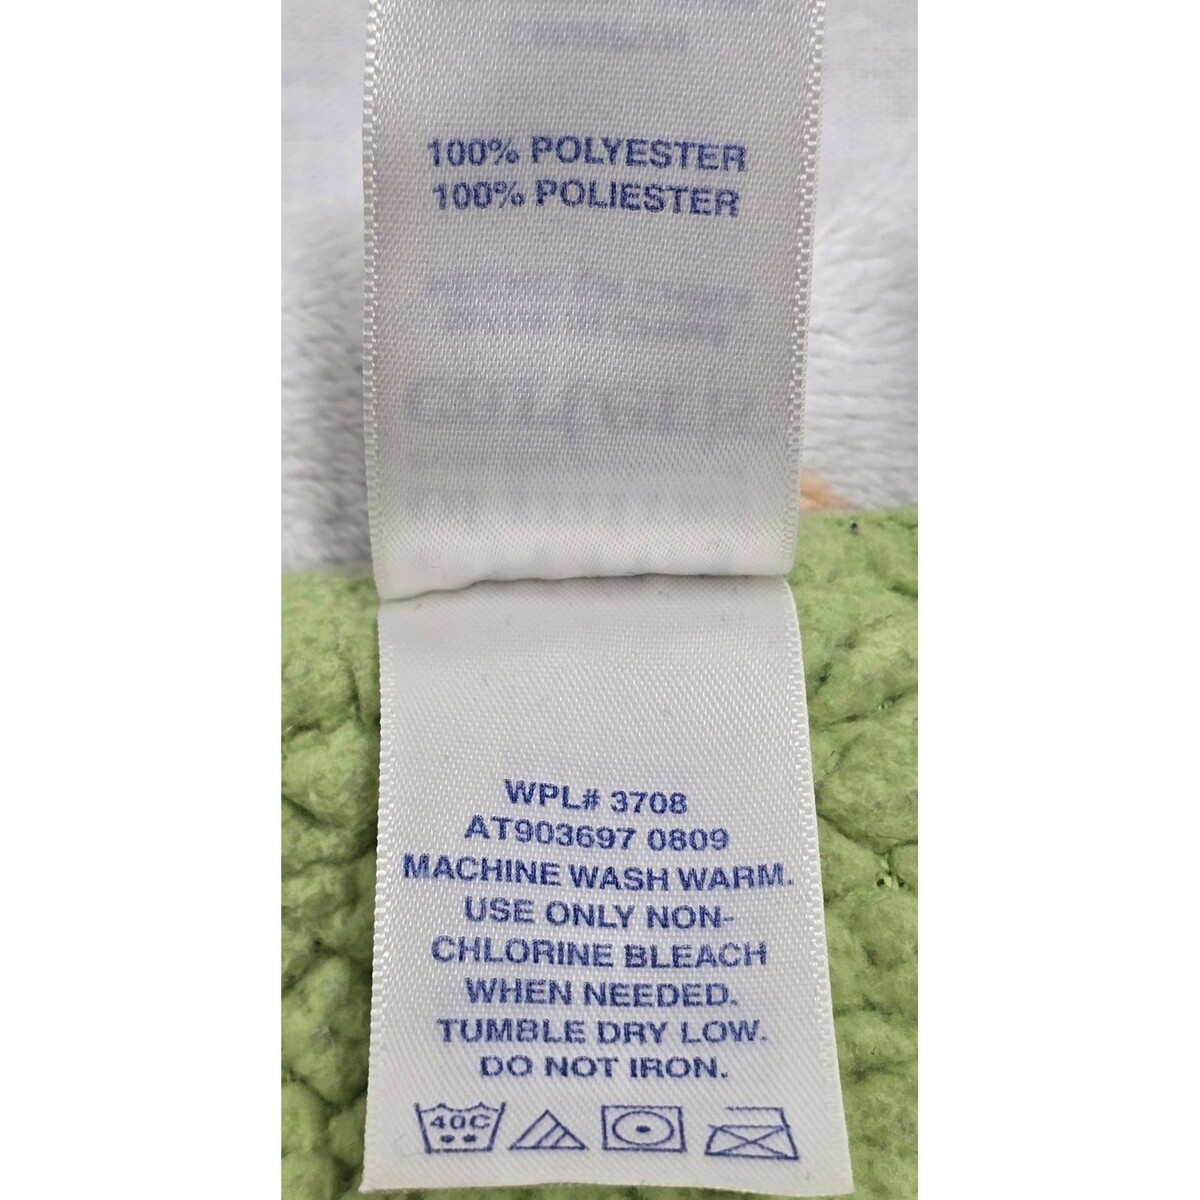 100% POLYESTER
100% POLIESTER
WPL# 3708
AT903697 0809
MACHINE WASH WARM.
USE ONLY NON-
CHLORINE BLEACH
WHEN NEEDED.
TUMBLE DRY LOW.
DO NOT IRON.
40C